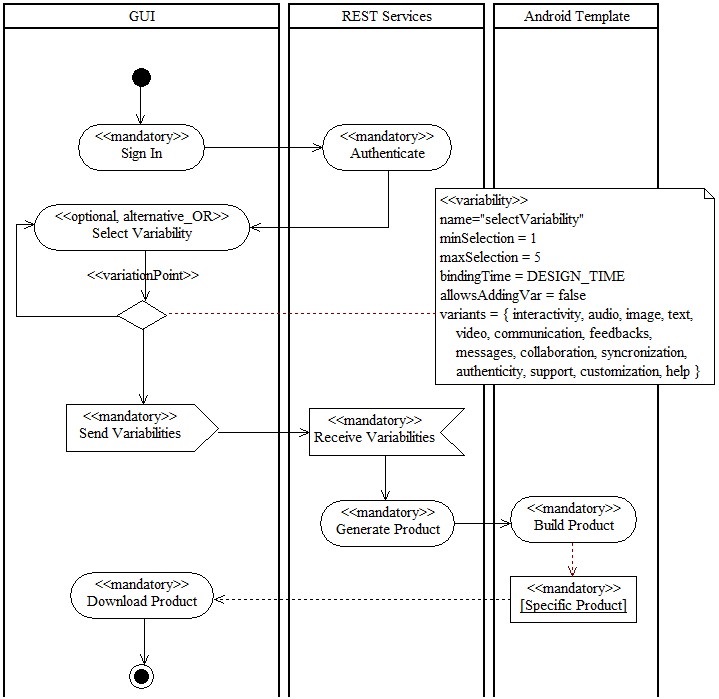 GUI
REST Services
Android Template
<<mandatory>>
Sign In
<<mandatory>>
Authenticate
<<optional, alternative_OR>>
Select Variability
<<variationPoint>>
<<variability>>
name="selectVariability"
minSelection = 1
maxSelection = 5
bindingTime = DESIGN_TIME
allowsAddingVar = false
variants = { interactivity, audio, image, text,
video, communication, feedbacks,
messages, collaboration, syncronization,
authenticity, support, customization, help }
<<mandatory>>
Send Variabilities
<<mandatory>>
Receive Variabilities
<<mandatory>>
Generate Product
<<mandatory>>
Build Product
<<mandatory>>
Download Product
<<mandatory>>
[Specific Product]